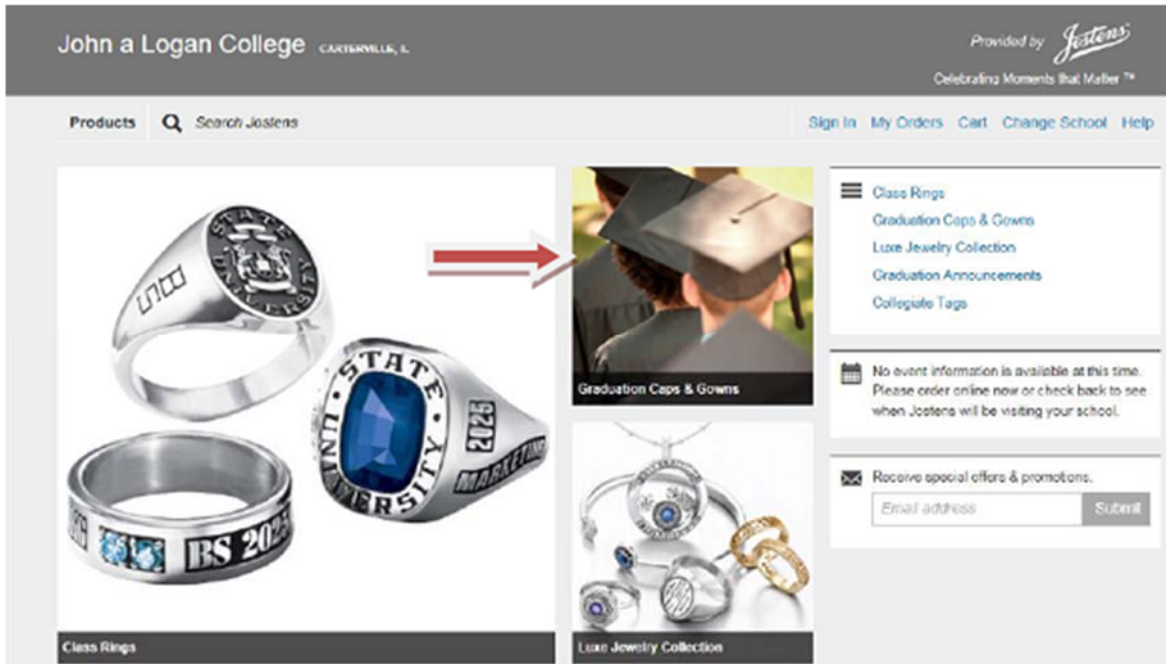 John a Logan College CARTERVILLE, IL
Provided by Jostens
Celebrating Moments that Matter ™
Products Search Jostens
Sign In My Orders Cart Change School Help
STATE UNIVERSITY
BS
STATE UNIVERSITY
2025
MARKETING
BS 2025
Class Rings
Graduation Caps & Gowns
Luxe Jewelry Collection
Class Rings
Graduation Caps & Gowns
Luxe Jewelry Collection
Graduation Announcements
Collegiate Tags
No event information is available at this time.
Please order online now or check back to see
when Jostens will be visiting your school.
Receive special offers & promotions.
Email address Submit